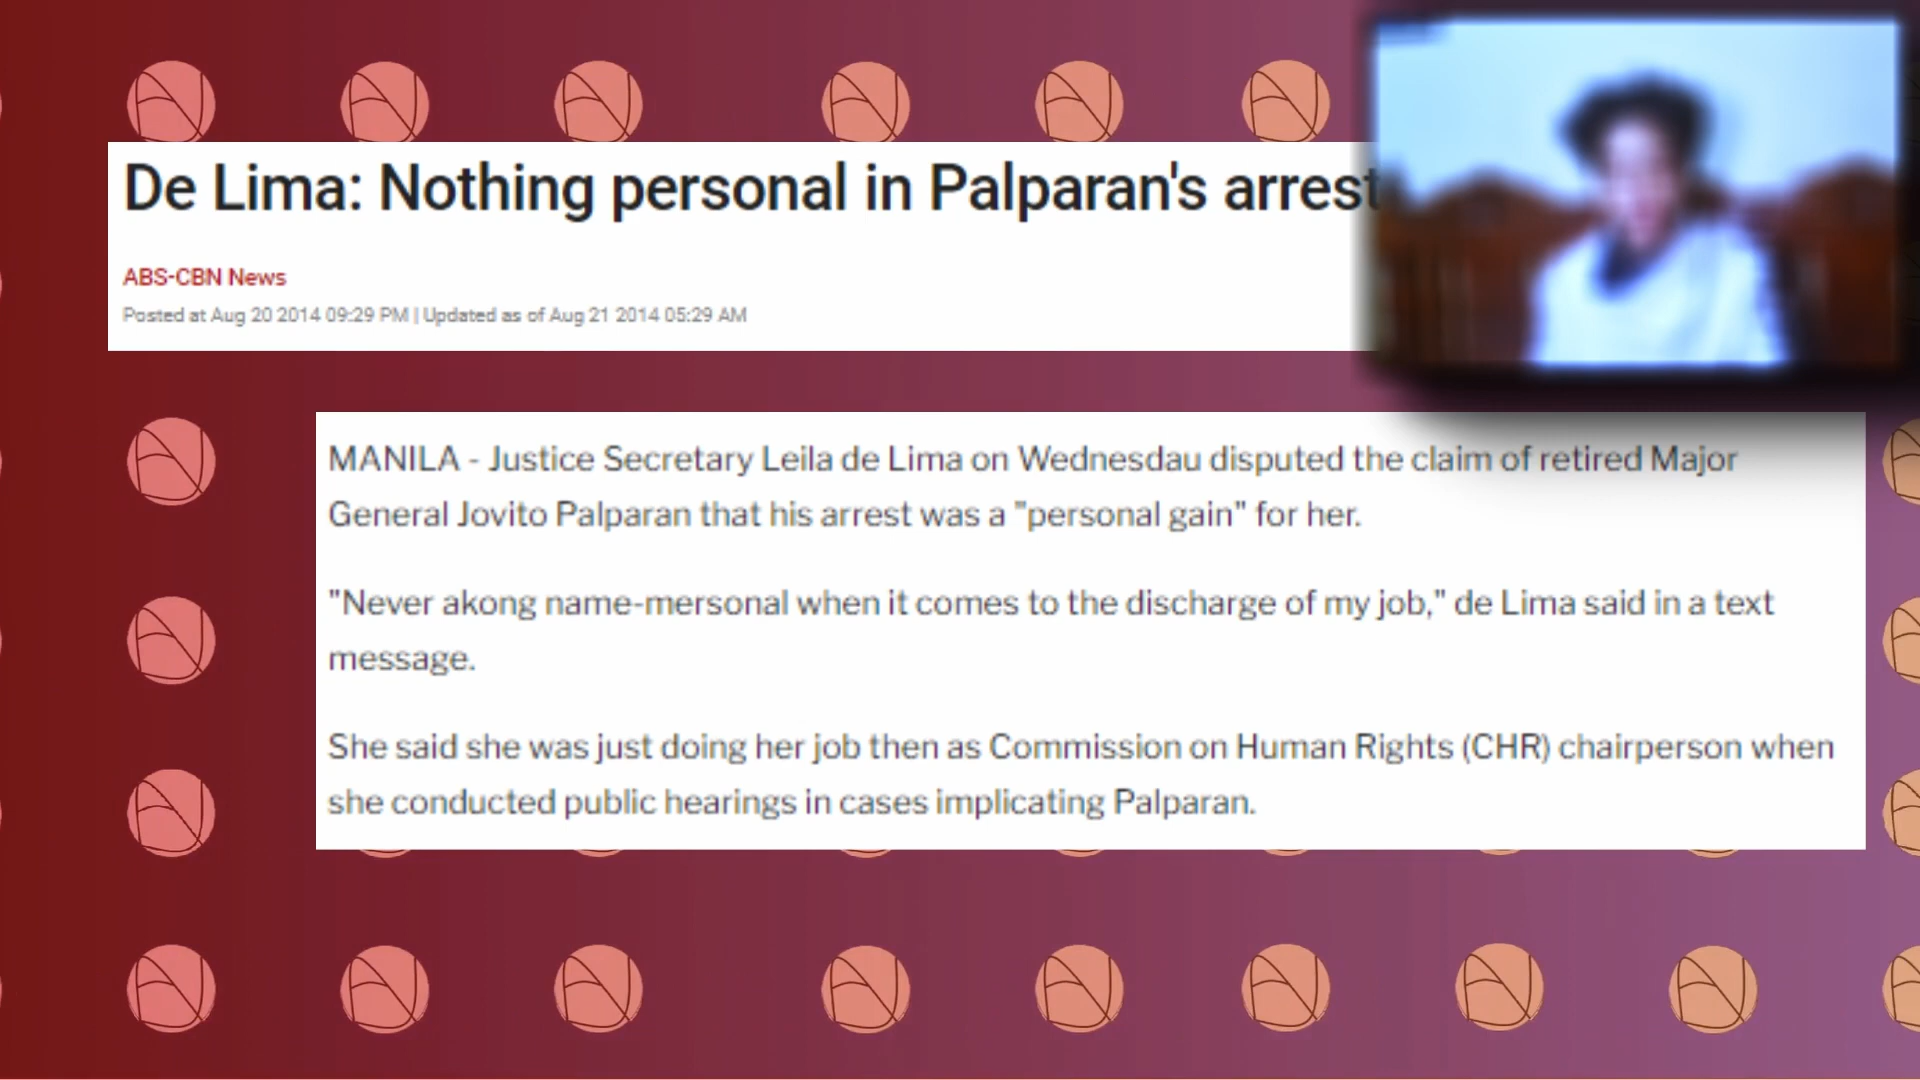 De Lima: Nothing personal in Palparan's arrest
ABS-CBN News
Posted at Aug 20 2014 09:29 PM | Updated as of Aug 21 2014 05:29 AM
MANILA - Justice Secretary Leila de Lima on Wednesdau disputed the claim of retired Major
General Jovito Palparan that his arrest was a "personal gain" for her.
"Never akong name-mersonal when it comes to the discharge of my job," de Lima said in a text
message.
She said she was just doing her job then as Commission on Human Rights (CHR) chairperson when
she conducted public hearings in cases implicating Palparan.